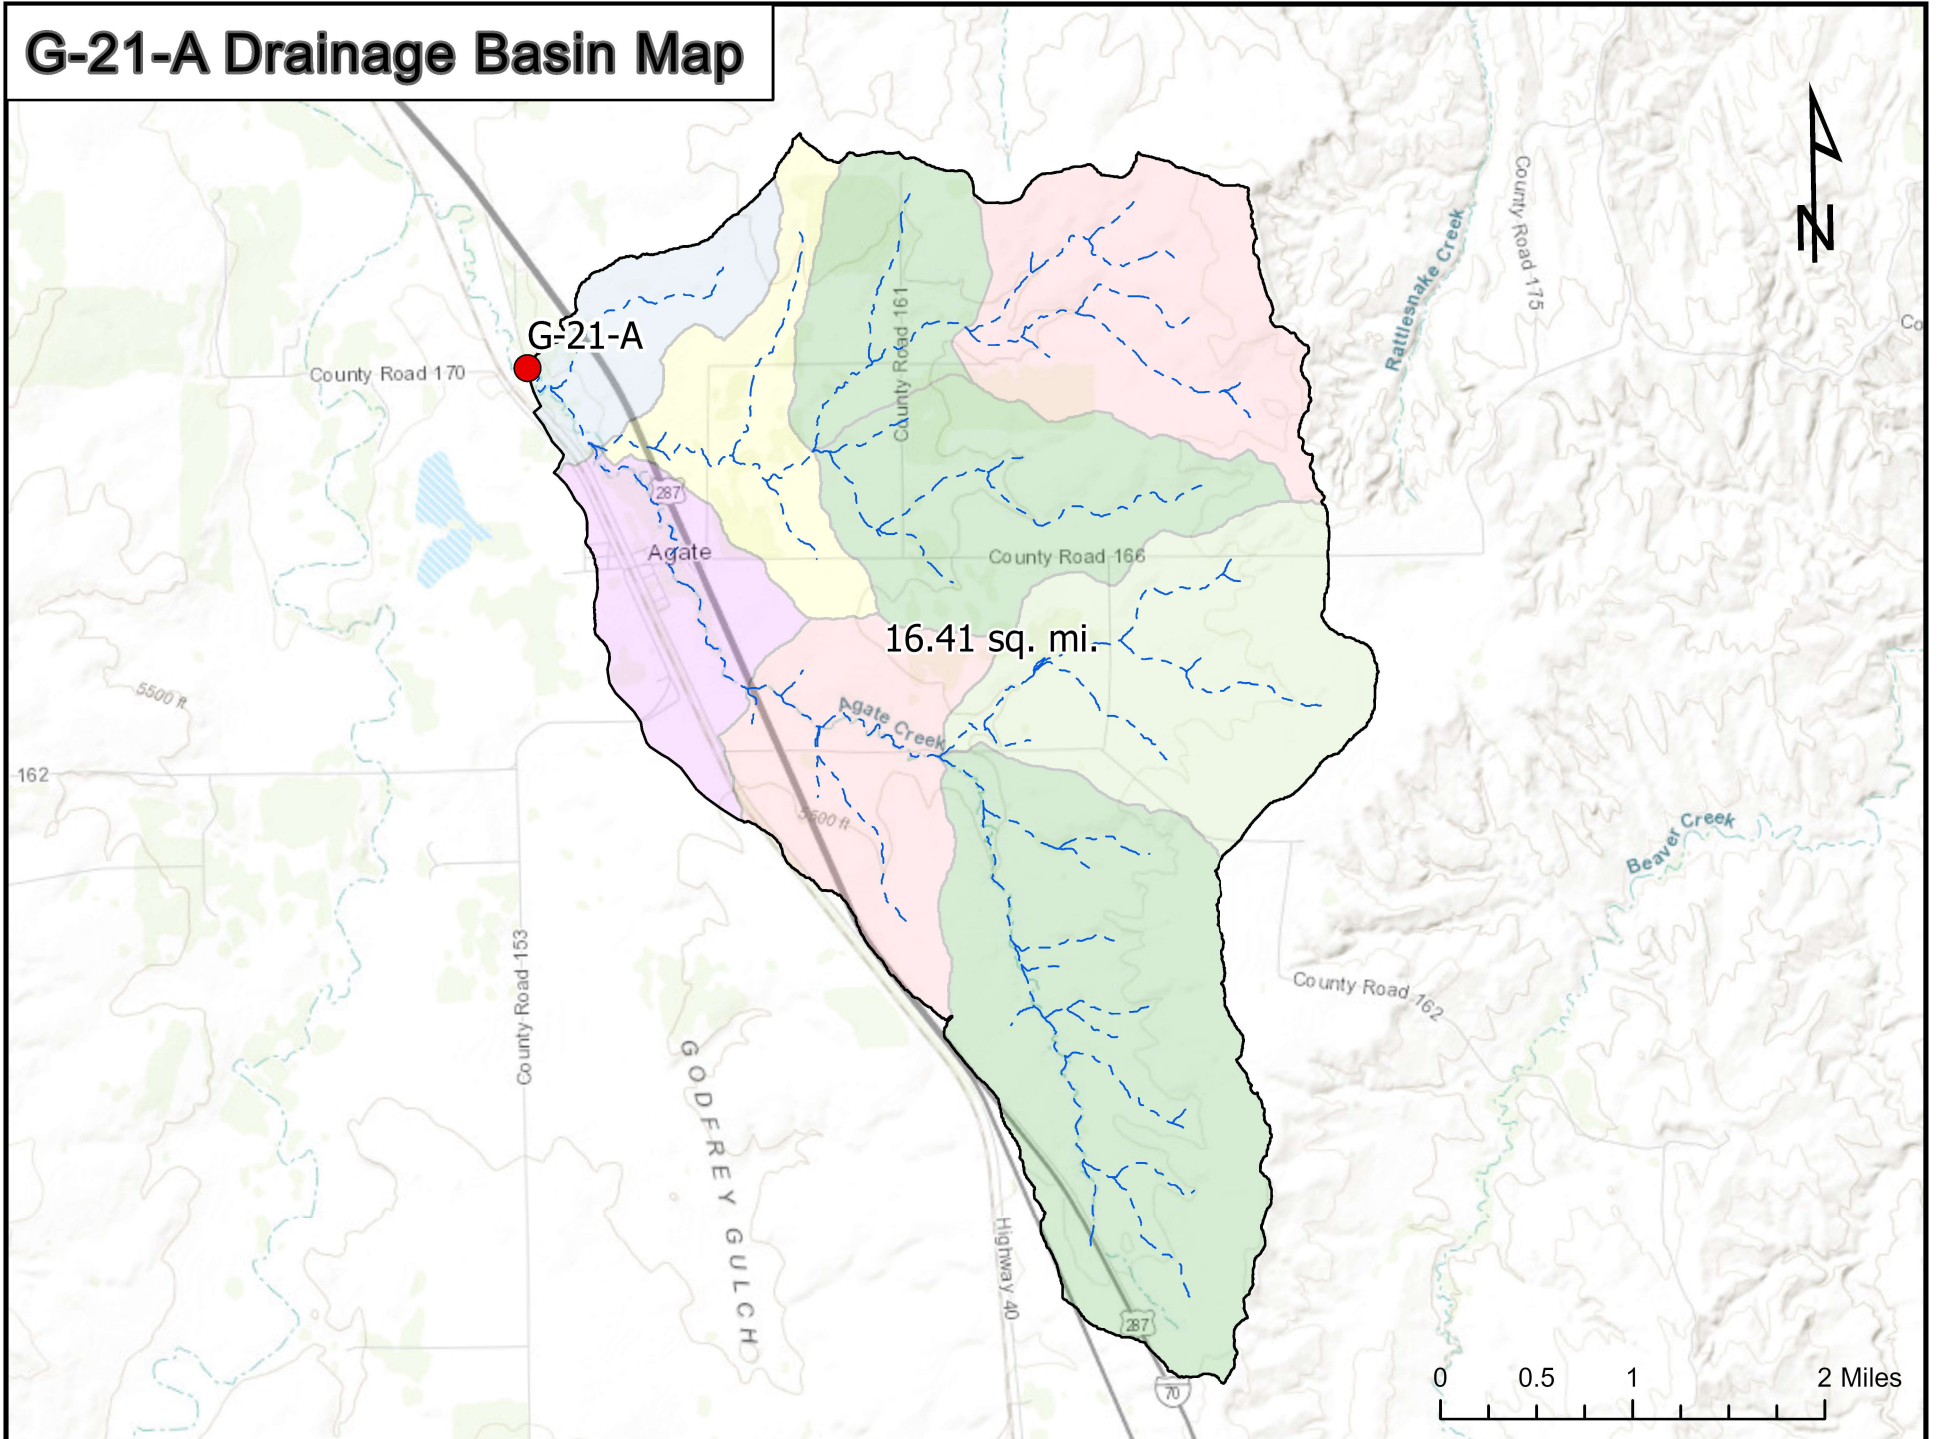 G-21-A Drainage Basin Map
N
County Road 175
Rattlesnake Creek
Co
County Road 161
G-21-A
County Road 170
287
Agate
County Road 166
16.41 sq. mi.
5500 ft
Agate Creek
162
5500 ft
Beaver Creek
County Road 153
County Road 162
GODFREY GULCH
Highway 40
287
70
0 0.5 1 2 Miles